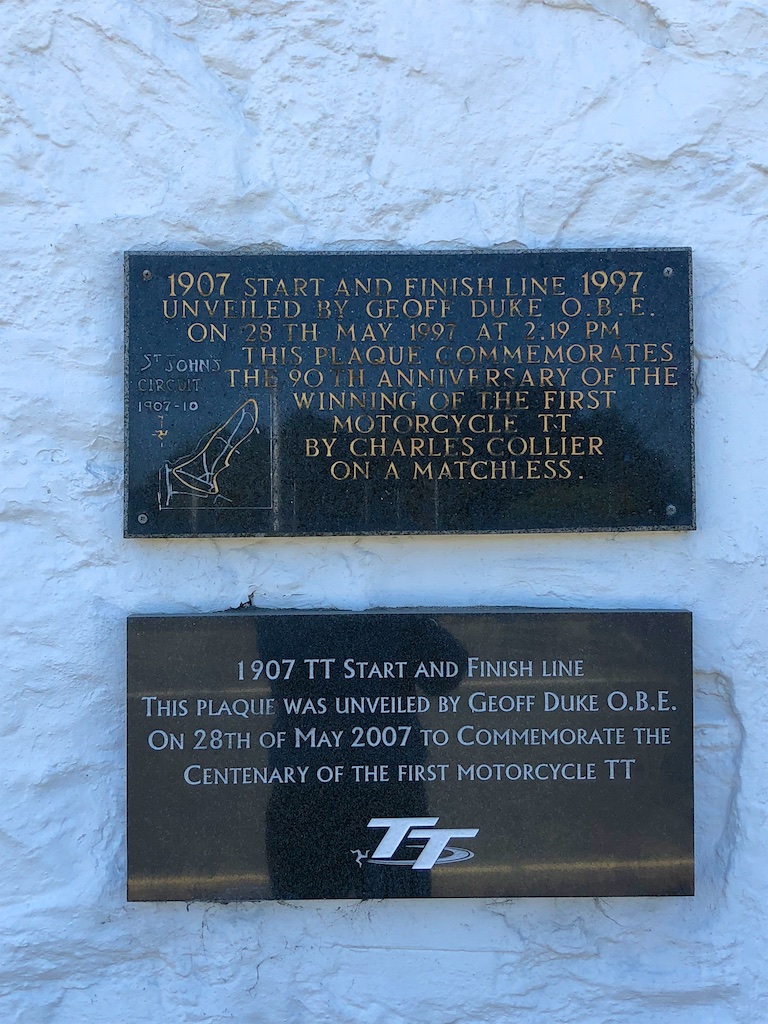 1907 START AND FINISH LINE 1997
UNVEILED BY GEOFF DUKE O.B.E.
ON 28TH MAY 1997 AT 2.19 PM
THIS PLAQUE COMMEMORATES
THE 90TH ANNIVERSARY OF THE
WINNING OF THE FIRST
MOTORCYCLE TT
BY CHARLES COLLIER
ON A MATCHLESS.
ST JOHNS
CIRCUIT
1907-10
1907 TT START AND FINISH LINE
THIS PLAQUE WAS UNVEILED BY GEOFF DUKE O.B.E.
ON 28TH OF MAY 2007 TO COMMEMORATE THE
CENTENARY OF THE FIRST MOTORCYCLE TT
TT